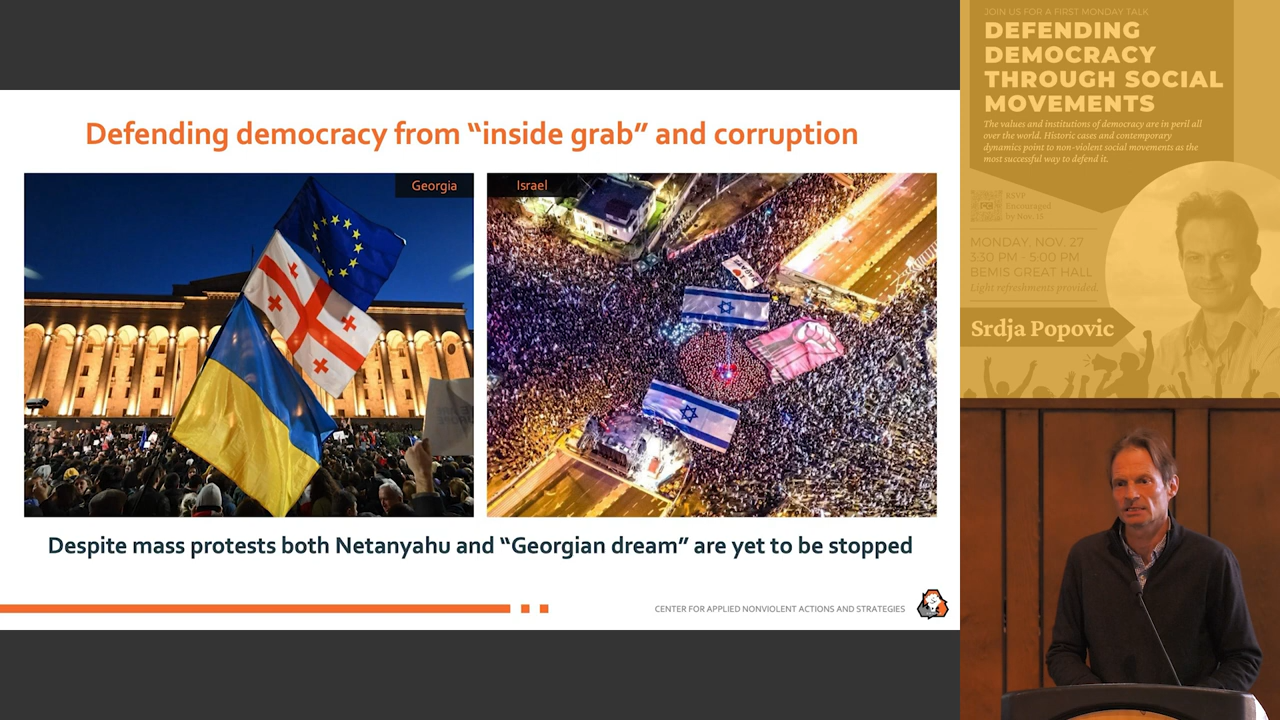 Defending democracy from “inside grab” and corruption
Georgia
Israel
Despite mass protests both Netanyahu and “Georgian dream” are yet to be stopped
CENTER FOR APPLIED NONVIOLENT ACTIONS AND STRATEGIES
JOIN US FOR A FIRST MONDAY TALK
DEFENDING
DEMOCRACY
THROUGH SOCIAL
MOVEMENTS
The values and institutions of democracy are in peril all
over the world. Historic cases and contemporary
dynamics point to non-violent social movements as the
most successful way to defend it.
RSVP
Encouraged
by Nov. 15
MONDAY, NOV. 27
3:30 PM - 5:00 PM
BEMIS GREAT HALL
Light refreshments provided.
Srdja Popovic